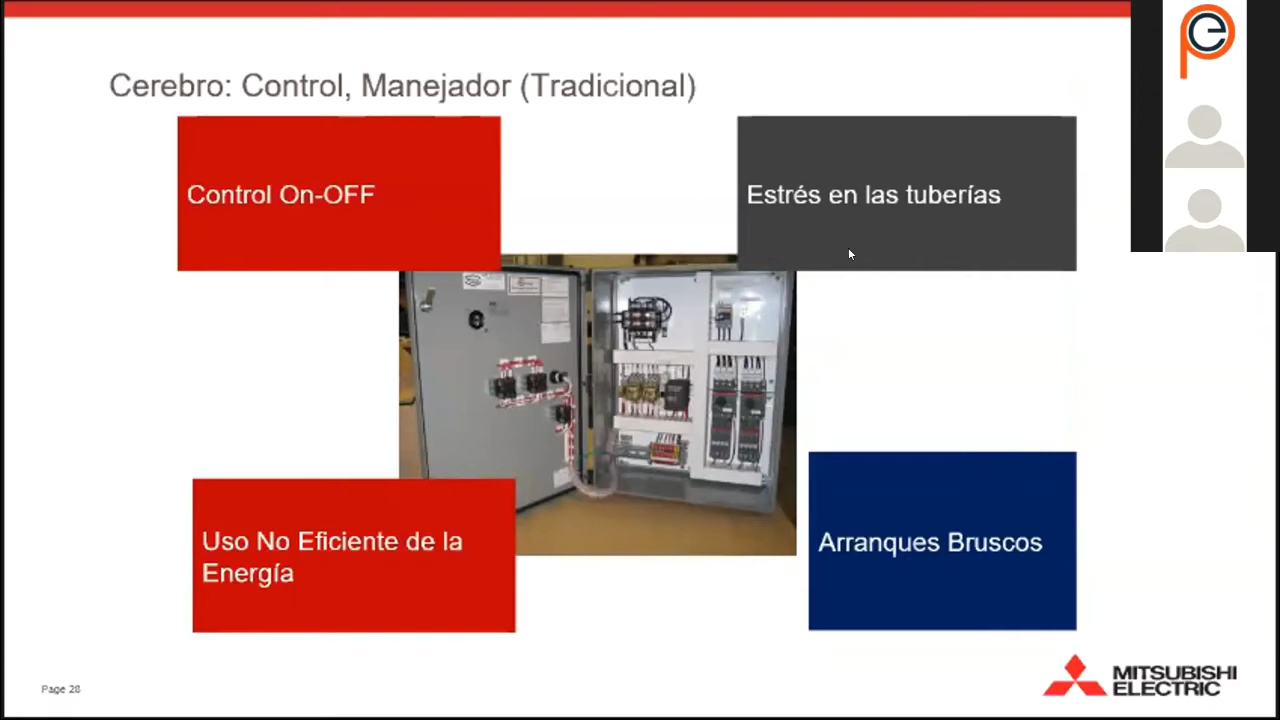 Cerebro: Control, Manejador (Tradicional)
Control On-OFF
Estrés en las tuberías
Uso No Eficiente de la
Energía
Arranques Bruscos
Page 28
MITSUBISHI
ELECTRIC